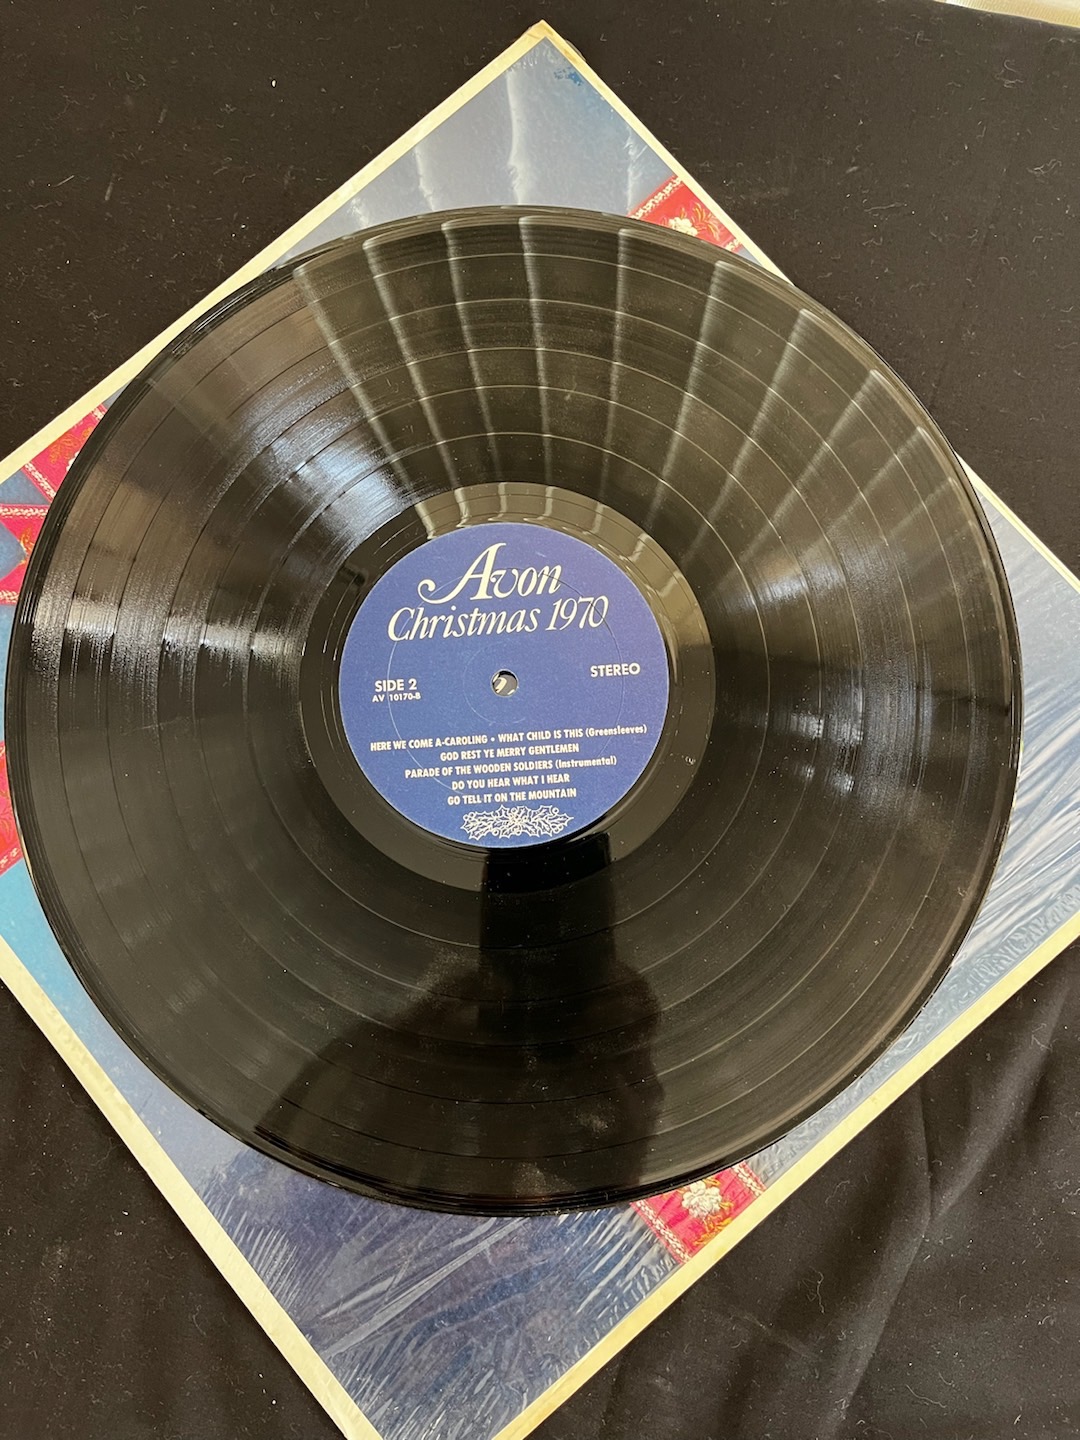 Avon
Christmas 1970
STEREO
SIDE 2
AV 10170-B
HERE WE COME A-CAROLING • WHAT CHILD IS THIS (Greensleeves)
GOD REST YE MERRY GENTLEMEN
PARADE OF THE WOODEN SOLDIERS (Instrumental)
DO YOU HEAR WHAT I HEAR
GO TELL IT ON THE MOUNTAIN